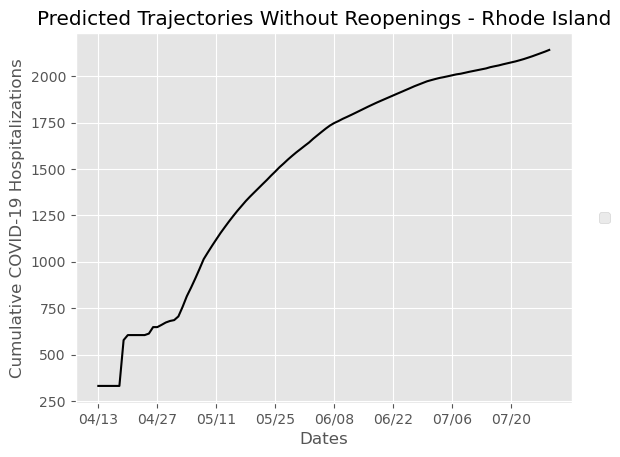 Predicted Trajectories Without Reopenings - Rhode Island
Cumulative COVID-19 Hospitalizations
2000
1750
1500
1250
1000
750
500
250
04/13 04/27 05/11 05/25 06/08 06/22 07/06 07/20
Dates